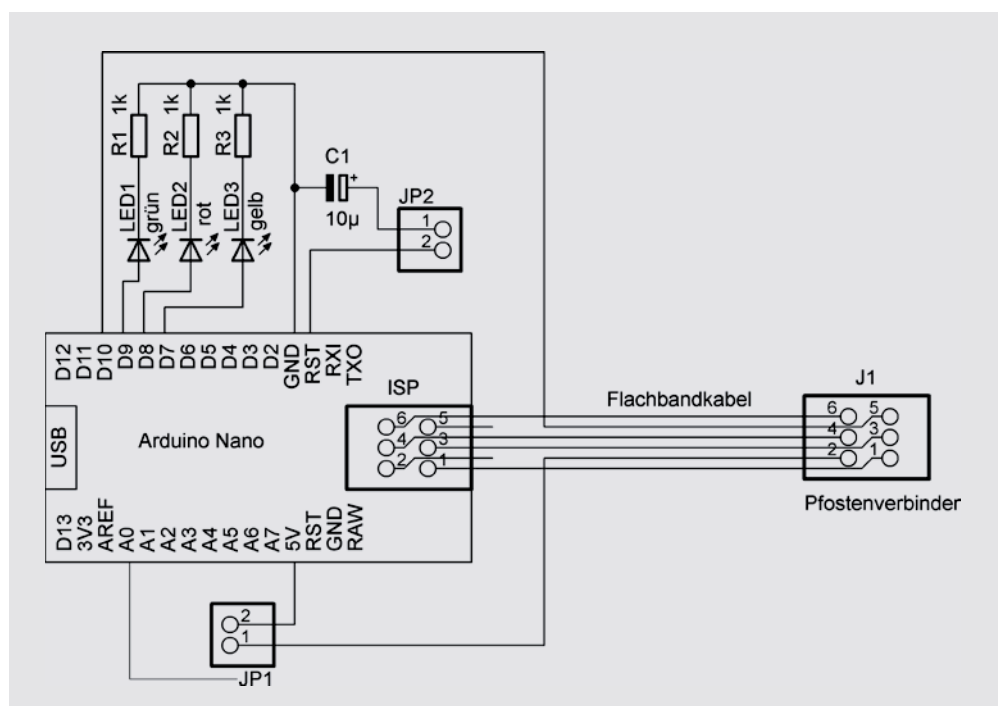 R1 1k
R2 1k
R3 1k
LED1
grün
LED2
rot
LED3
gelb
C1
+
10µ
JP2
1
2
D12
D11
D10
D9
D8
D7
D6
D5
D4
D3
D2
GND
RST
RXI
TXO
ISP
6 5
4 3
2 1
USB
Arduino Nano
Flachbandkabel
J1
6 5
4 3
2 1
Pfostenverbinder
D13
3V3
AREF
A0
A1
A2
A3
A4
A5
A6
A7
5V
RST
GND
RAW
2
1
JP1